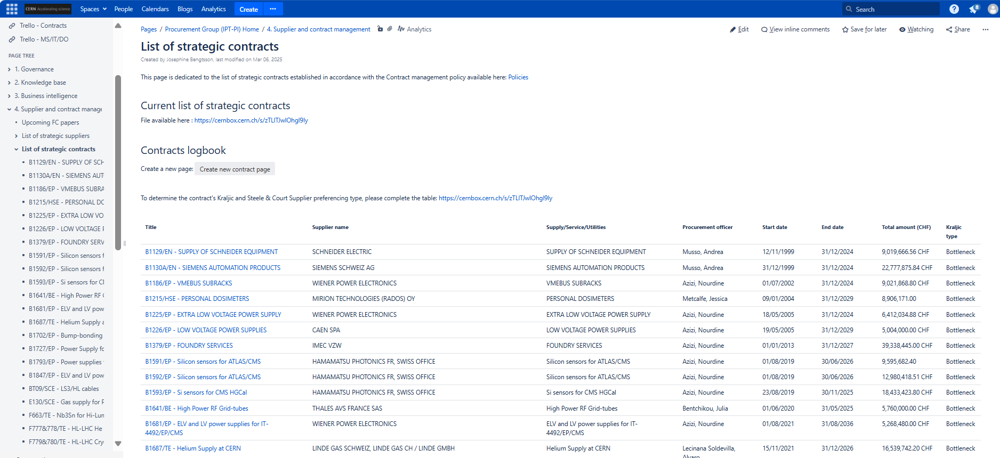 CERN Accelerating science Spaces People Calendars Blogs Analytics Create ··· Search 8
Trello - Contracts
Trello - MS/IT/DO
PAGE TREE
1. Governance
2. Knowledge base
3. Business intelligence
4. Supplier and contract manage
Upcoming FC papers
List of strategic suppliers
List of strategic contracts
B1129/EN - SUPPLY OF SCH
B1130A/EN - SIEMENS AUT
B1186/EP - VMEBUS SUBRA
B1215/HSE - PERSONAL DO
B1225/EP - EXTRA LOW VO
B1226/EP - LOW VOLTAGE P
B1379/EP - FOUNDRY SERV
B1591/EP - Silicon sensors f
B1592/EP - Silicon sensors f
B1593/EP - Si sensors for C
B1641/BE - High Power RF G
B1681/EP - ELV and LV pow
B1687/TE - Helium Supply a
B1702/EP - Bump-bonding
B1727/EP - Power Supply fo
B1793/EP - Power supplies
B1847/EP - ELV and LV pow
BT09/SCE - LS3/HL cables
E130/SCE - Gas supply for
F663/TE - Nb3Sn for Hi-Lum
F777&778/TE - HL-LHC He
F779&780/TE - HL-LHC Cry
Pages / Procurement Group (IPT-PI) Home / 4. Supplier and contract management Analytics
Edit View inline comments Save for later Watching Share ···
List of strategic contracts
Created by Josephine Bengtsson, last modified on Mar 06, 2025
This page is dedicated to the list of strategic contracts established in accordance with the Contract management policy available here: Policies
Current list of strategic contracts
File available here : https://cernbox.cern.ch/s/zTLlTJwlOhgl9ly
Contracts logbook
Create a new page: Create new contract page
To determine the contract's Kraljic and Steele & Court Supplier preferencing type, please complete the table: https://cernbox.cern.ch/s/zTLlTJwlOhgl9ly
Title Supplier name Supply/Service/Utilities Procurement officer Start date End date Total amount (CHF) Kraljic type
B1129/EN - SUPPLY OF SCHNEIDER EQUIPMENT SCHNEIDER ELECTRIC SUPPLY OF SCHNEIDER EQUIPMENT Musso, Andrea 12/11/1999 31/12/2024 9,019,666.56 CHF Bottleneck
B1130A/EN - SIEMENS AUTOMATION PRODUCTS SIEMENS SCHWEIZ AG SIEMENS AUTOMATION PRODUCTS Musso, Andrea 31/12/1999 31/12/2024 22,777,875.84 CHF Bottleneck
B1186/EP - VMEBUS SUBRACKS WIENER POWER ELECTRONICS VMEBUS SUBRACKS Azizi, Nourdine 01/07/2002 31/12/2024 9,021,868.80 CHF Bottleneck
B1215/HSE - PERSONAL DOSIMETERS MIRION TECHNOLOGIES (RADOS) OY PERSONAL DOSIMETERS Metcalfe, Jessica 09/01/2004 31/12/2029 8,906,171.00 Bottleneck
B1225/EP - EXTRA LOW VOLTAGE POWER SUPPLY WIENER POWER ELECTRONICS EXTRA LOW VOLTAGE POWER SUPPLY Azizi, Nourdine 18/05/2005 31/12/2024 6,412,034.88 CHF Bottleneck
B1226/EP - LOW VOLTAGE POWER SUPPLIES CAEN SPA LOW VOLTAGE POWER SUPPLIES Azizi, Nourdine 19/05/2005 31/12/2029 5,004,000.00 CHF Bottleneck
B1379/EP - FOUNDRY SERVICES IMEC VZW FOUNDRY SERVICES Azizi, Nourdine 01/01/2013 31/12/2027 39,338,445.00 CHF Bottleneck
B1591/EP - Silicon sensors for ATLAS/CMS HAMAMATSU PHOTONICS FR, SWISS OFFICE Silicon sensors for ATLAS/CMS Azizi, Nourdine 01/08/2019 30/06/2026 9,595,682.40 Bottleneck
B1592/EP - Silicon sensors for ATLAS/CMS HAMAMATSU PHOTONICS FR, SWISS OFFICE Silicon sensors for ATLAS/CMS Azizi, Nourdine 01/08/2019 30/06/2026 12,980,418.51 CHF Bottleneck
B1593/EP - Si sensors for CMS HGCal HAMAMATSU PHOTONICS FR, SWISS OFFICE Si sensors for CMS HGCal Azizi, Nourdine 23/08/2019 30/11/2025 18,433,423.80 CHF Bottleneck
B1641/BE - High Power RF Grid-tubes THALES AVS FRANCE SAS High Power RF Grid-tubes Bentchikou, Julia 01/06/2020 31/05/2025 5,760,000.00 CHF Bottleneck
B1681/EP - ELV and LV power supplies for IT- WIENER POWER ELECTRONICS ELV and LV power supplies for IT- Azizi, Nourdine 01/08/2021 31/08/2036 5,268,480.00 CHF Bottleneck
4492/EP/CMS 4492/EP/CMS
B1687/TE - Helium Supply at CERN LINDE GAS SCHWEIZ, LINDE GAS CH / LINDE GMBH Helium Supply at CERN Lecinana Soldevilla, 15/11/2021 31/12/2026 16,539,742.20 CHF Bottleneck
Alvaro